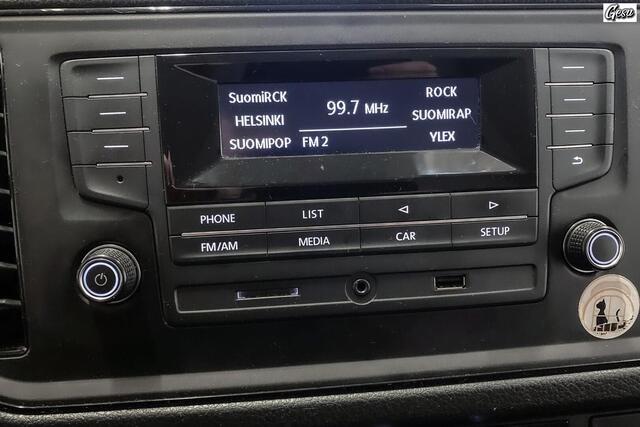 Gesu
SuomiRCK
HELSINKI
SUOMIPOP
99.7 MHz
FM 2
ROCK
SUOMIRAP
YLEX
PHONE
LIST
FM/AM
MEDIA
CAR
SETUP